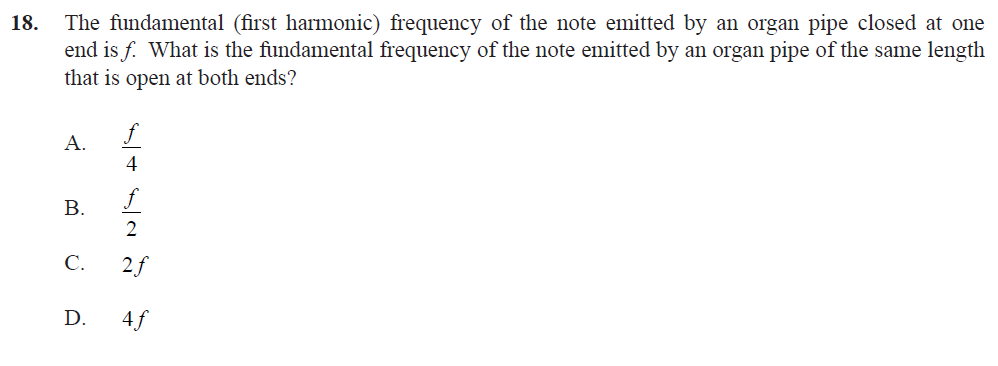 18. The fundamental (first harmonic) frequency of the note emitted by an organ pipe closed at one
end is f. What is the fundamental frequency of the note emitted by an organ pipe of the same length
that is open at both ends?
A. f/4
B. f/2
C. 2f
D. 4f